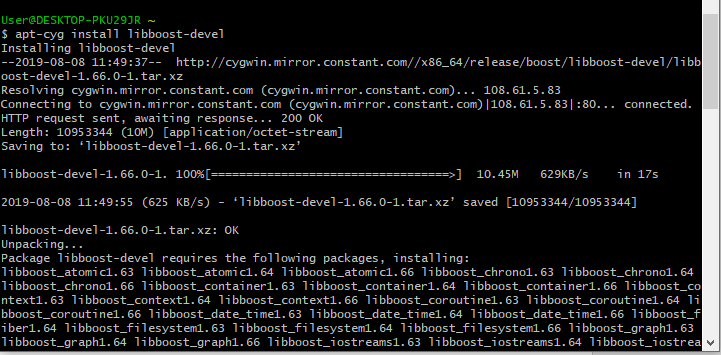 User@DESKTOP-PKU29JR ~
$ apt-cyg install libboost-devel
Installing libboost-devel
--2019-08-08 11:49:37--  http://cygwin.mirror.constant.com//x86_64/release/boost/libboost-devel/libb
oost-devel-1.66.0-1.tar.xz
Resolving cygwin.mirror.constant.com (cygwin.mirror.constant.com)... 108.61.5.83
Connecting to cygwin.mirror.constant.com (cygwin.mirror.constant.com)|108.61.5.83|:80... connected.
HTTP request sent, awaiting response... 200 OK
Length: 10953344 (10M) [application/octet-stream]
Saving to: ‘libboost-devel-1.66.0-1.tar.xz’
libboost-devel-1.66.0-1. 100%[==================================>]  10.45M   629KB/s    in 17s
2019-08-08 11:49:55 (625 KB/s) - ‘libboost-devel-1.66.0-1.tar.xz’ saved [10953344/10953344]
libboost-devel-1.66.0-1.tar.xz: OK
Unpacking...
Package libboost-devel requires the following packages, installing:
libboost_atomic1.63 libboost_atomic1.64 libboost_atomic1.66 libboost_chrono1.63 libboost_chrono1.64
libboost_chrono1.66 libboost_container1.63 libboost_container1.64 libboost_container1.66 libboost_co
ntext1.63 libboost_context1.64 libboost_context1.66 libboost_coroutine1.63 libboost_coroutine1.64 li
bboost_coroutine1.66 libboost_date_time1.63 libboost_date_time1.64 libboost_date_time1.66 libboost_f
iber1.64 libboost_filesystem1.63 libboost_filesystem1.64 libboost_filesystem1.66 libboost_graph1.63
libboost_graph1.64 libboost_graph1.66 libboost_iostreams1.63 libboost_iostreams1.64 libboost_iostrea